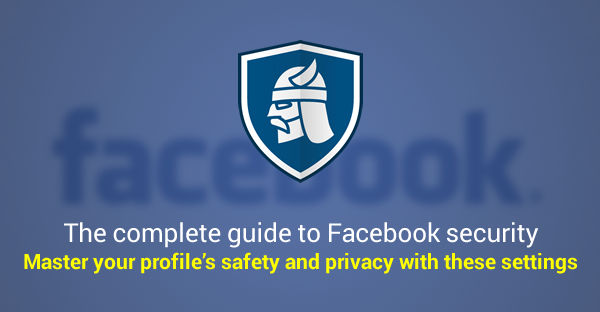 facebook.
The complete guide to Facebook security
Master your profile's safety and privacy with these settings